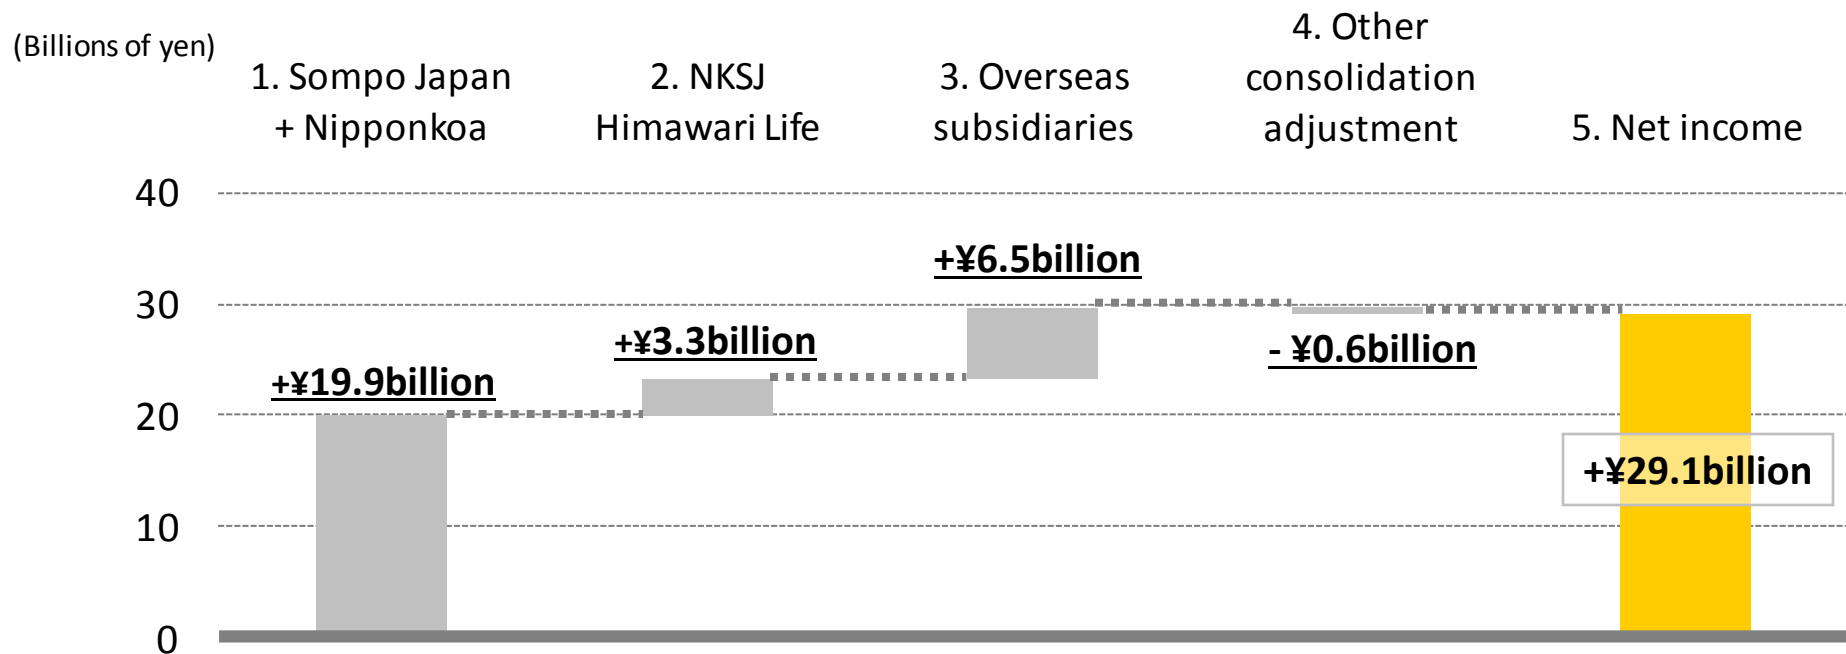 (Billions of yen)
1. Sompo Japan
+ Nipponkoa
2. NKSJ
Himawari Life
3. Overseas
subsidiaries
4. Other
consolidation
adjustment
5. Net income
40
30
20
10
0
+¥19.9billion
+¥3.3billion
+¥6.5billion
- ¥0.6billion
+¥29.1billion